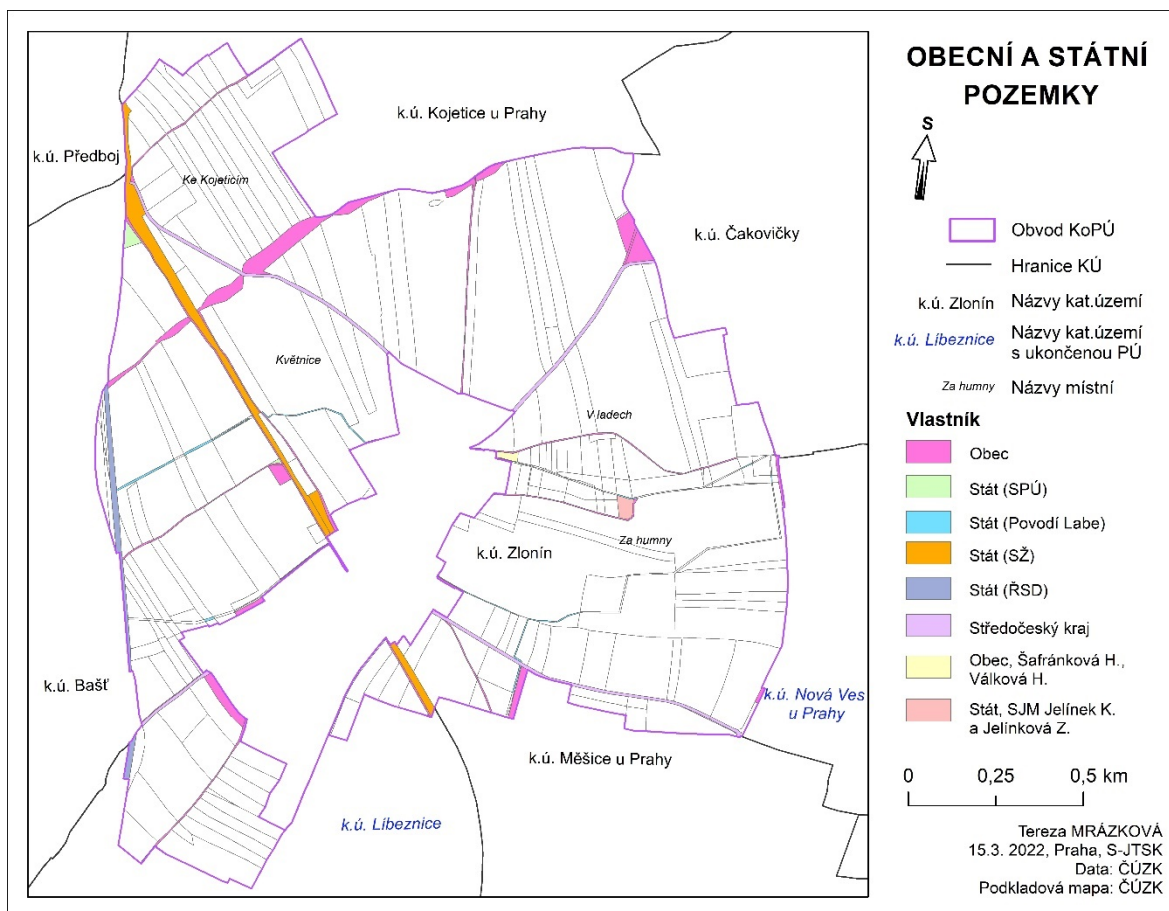 OBECNÍ A STÁTNÍ
POZEMKY
S
k.ú. Kojetice u Prahy
k.ú. Předboj
Ke Kojeticím
k.ú. Čakovičky
Květnice
V ladech
Za humny
k.ú. Zlonín
k.ú. Bašť
k.ú. Nová Ves
u Prahy
k.ú. Měšice u Prahy
k.ú. Líbeznice
Obvod KoPÚ
Hranice KÚ
k.ú. Zlonín Názvy kat.území
k.ú. Líbeznice Názvy kat.území
s ukončenou PÚ
Za humny Názvy místní
Vlastník
Obec
Stát (SPÚ)
Stát (Povodí Labe)
Stát (SŽ)
Stát (ŘSD)
Středočeský kraj
Obec, Šafránková H.,
Válková H.
Stát, SJM Jelínek K.
a Jelínková Z.
0 0,25 0,5 km
Tereza MRÁZKOVÁ
15.3. 2022, Praha, S-JTSK
Data: ČÚZK
Podkladová mapa: ČÚZK